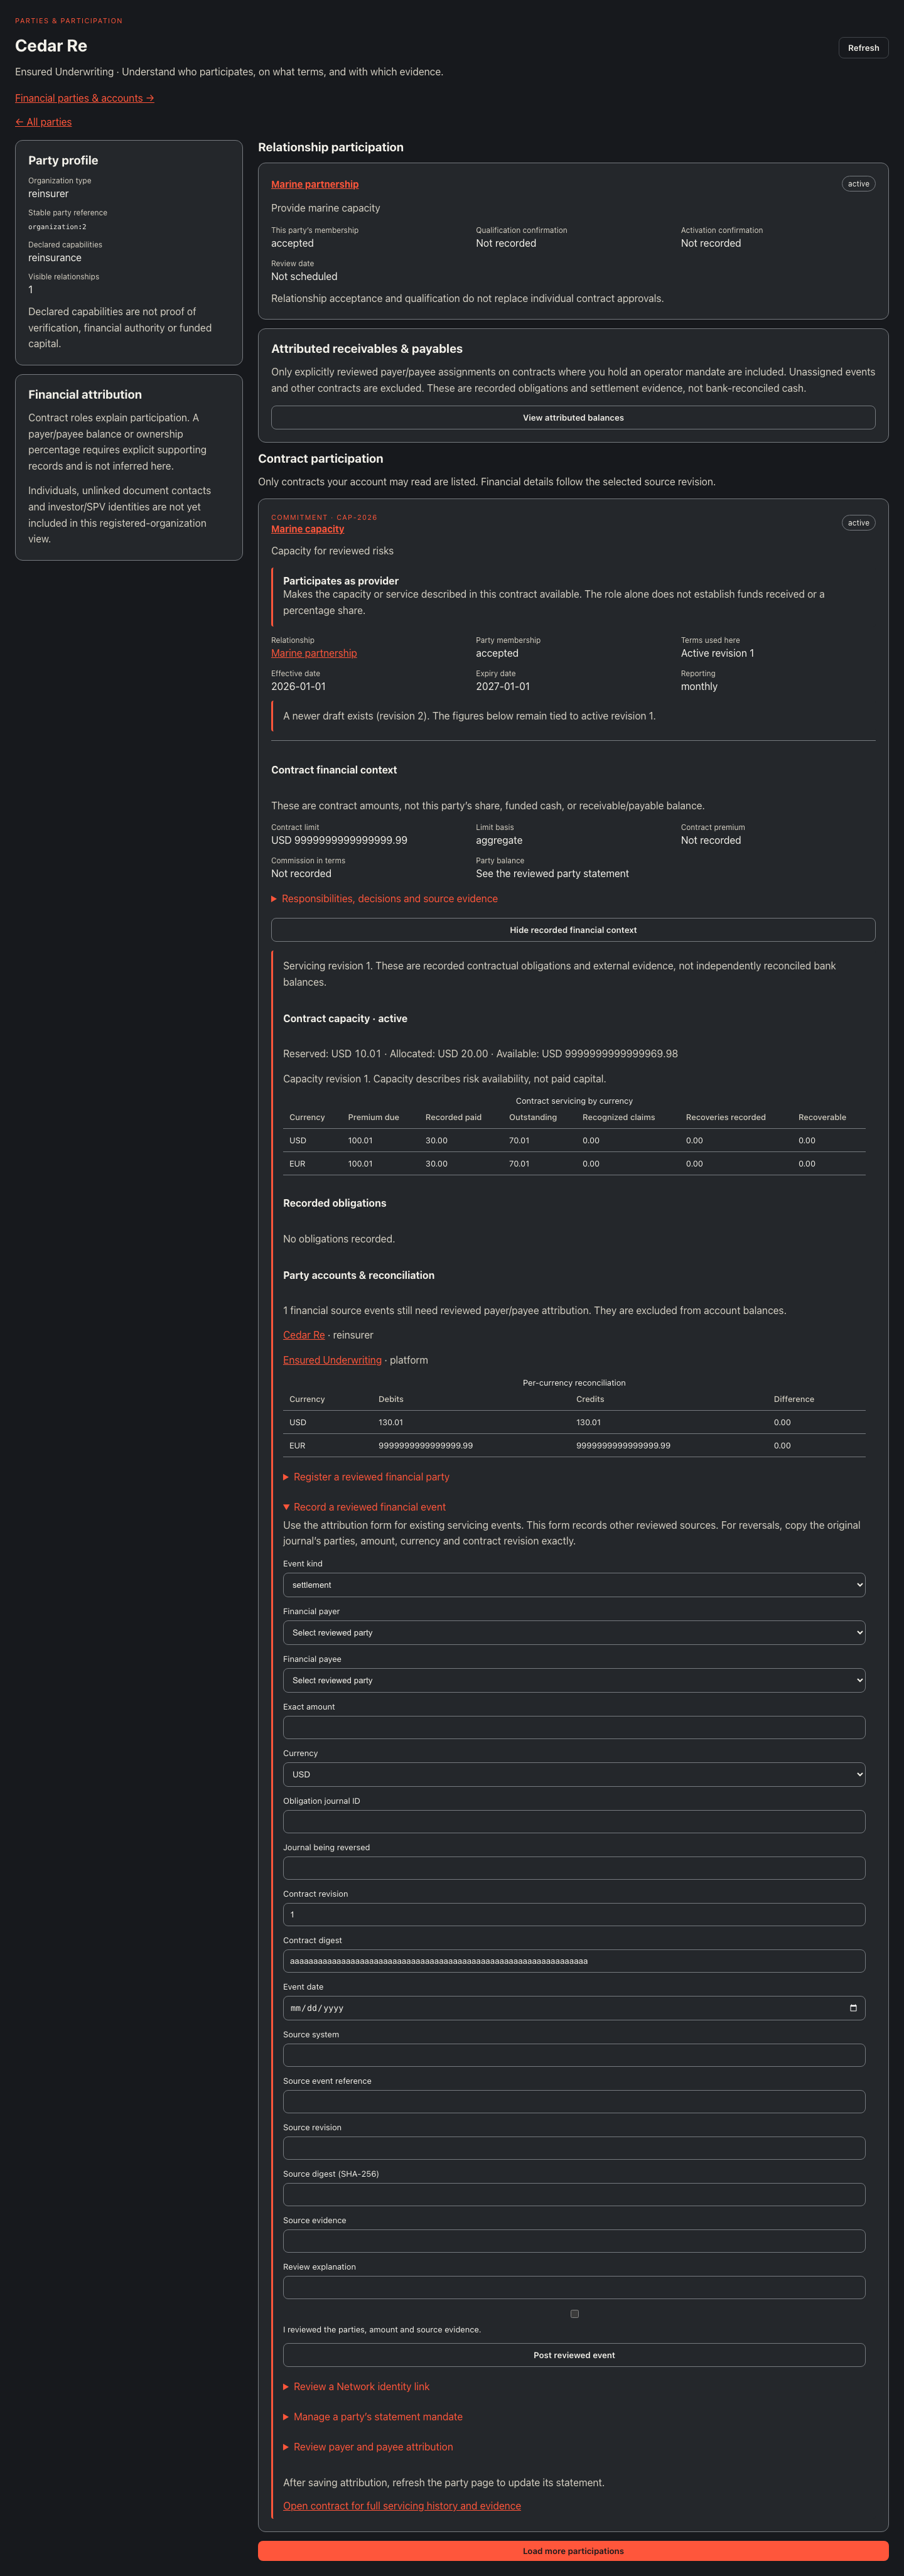 PARTIES & PARTICIPATION
Cedar Re
Refresh
Ensured Underwriting · Understand who participates, on what terms, and with which evidence.
Financial parties & accounts →
← All parties
Party profile
Organization type
reinsurer
Stable party reference
organization:2
Declared capabilities
reinsurance
Visible relationships
1
Declared capabilities are not proof of
verification, financial authority or funded
capital.
Financial attribution
Contract roles explain participation. A
payer/payee balance or ownership
percentage requires explicit supporting
records and is not inferred here.
Individuals, unlinked document contacts
and investor/SPV identities are not yet
included in this registered-organization
view.
Relationship participation
Marine partnership
active
Provide marine capacity
This party's membership
accepted
Qualification confirmation
Not recorded
Activation confirmation
Not recorded
Review date
Not scheduled
Relationship acceptance and qualification do not replace individual contract approvals.
Attributed receivables & payables
Only explicitly reviewed payer/payee assignments on contracts where you hold an operator mandate are included. Unassigned events
and other contracts are excluded. These are recorded obligations and settlement evidence, not bank-reconciled cash.
View attributed balances
Contract participation
Only contracts your account may read are listed. Financial details follow the selected source revision.
COMMITMENT · CAP-2026
Marine capacity
active
Capacity for reviewed risks
Participates as provider
Makes the capacity or service described in this contract available. The role alone does not establish funds received or a
percentage share.
Relationship
Marine partnership
Party membership
accepted
Terms used here
Active revision 1
Effective date
2026-01-01
Expiry date
2027-01-01
Reporting
monthly
A newer draft exists (revision 2). The figures below remain tied to active revision 1.
Contract financial context
These are contract amounts, not this party's share, funded cash, or receivable/payable balance.
Contract limit
USD 9999999999999999.99
Limit basis
aggregate
Contract premium
Not recorded
Commission in terms
Not recorded
Party balance
See the reviewed party statement
▶ Responsibilities, decisions and source evidence
Hide recorded financial context
Servicing revision 1. These are recorded contractual obligations and external evidence, not independently reconciled bank
balances.
Contract capacity · active
Reserved: USD 10.01 · Allocated: USD 20.00 · Available: USD 9999999999999969.98
Capacity revision 1. Capacity describes risk availability, not paid capital.
Contract servicing by currency
Currency Premium due Recorded paid Outstanding Recognized claims Recoveries recorded Recoverable
USD 100.01 30.00 70.01 0.00 0.00 0.00
EUR 100.01 30.00 70.01 0.00 0.00 0.00
Recorded obligations
No obligations recorded.
Party accounts & reconciliation
1 financial source events still need reviewed payer/payee attribution. They are excluded from account balances.
Cedar Re · reinsurer
Ensured Underwriting · platform
Per-currency reconciliation
Currency Debits Credits Difference
USD 130.01 130.01 0.00
EUR 9999999999999999.99 9999999999999999.99 0.00
▶ Register a reviewed financial party
▼ Record a reviewed financial event
Use the attribution form for existing servicing events. This form records other reviewed sources. For reversals, copy the original
journal's parties, amount, currency and contract revision exactly.
Event kind
settlement
Financial payer
Select reviewed party
Financial payee
Select reviewed party
Exact amount
Currency
USD
Obligation journal ID
Journal being reversed
Contract revision
1
Contract digest
aaaaaaaaaaaaaaaaaaaaaaaaaaaaaaaaaaaaaaaaaaaaaaaaaaaaaaaaaaaaaaaa
Event date
mm/dd/yyyy
Source system
Source event reference
Source revision
Source digest (SHA-256)
Source evidence
Review explanation
I reviewed the parties, amount and source evidence.
Post reviewed event
▶ Review a Network identity link
▶ Manage a party's statement mandate
▶ Review payer and payee attribution
After saving attribution, refresh the party page to update its statement.
Open contract for full servicing history and evidence
Load more participations